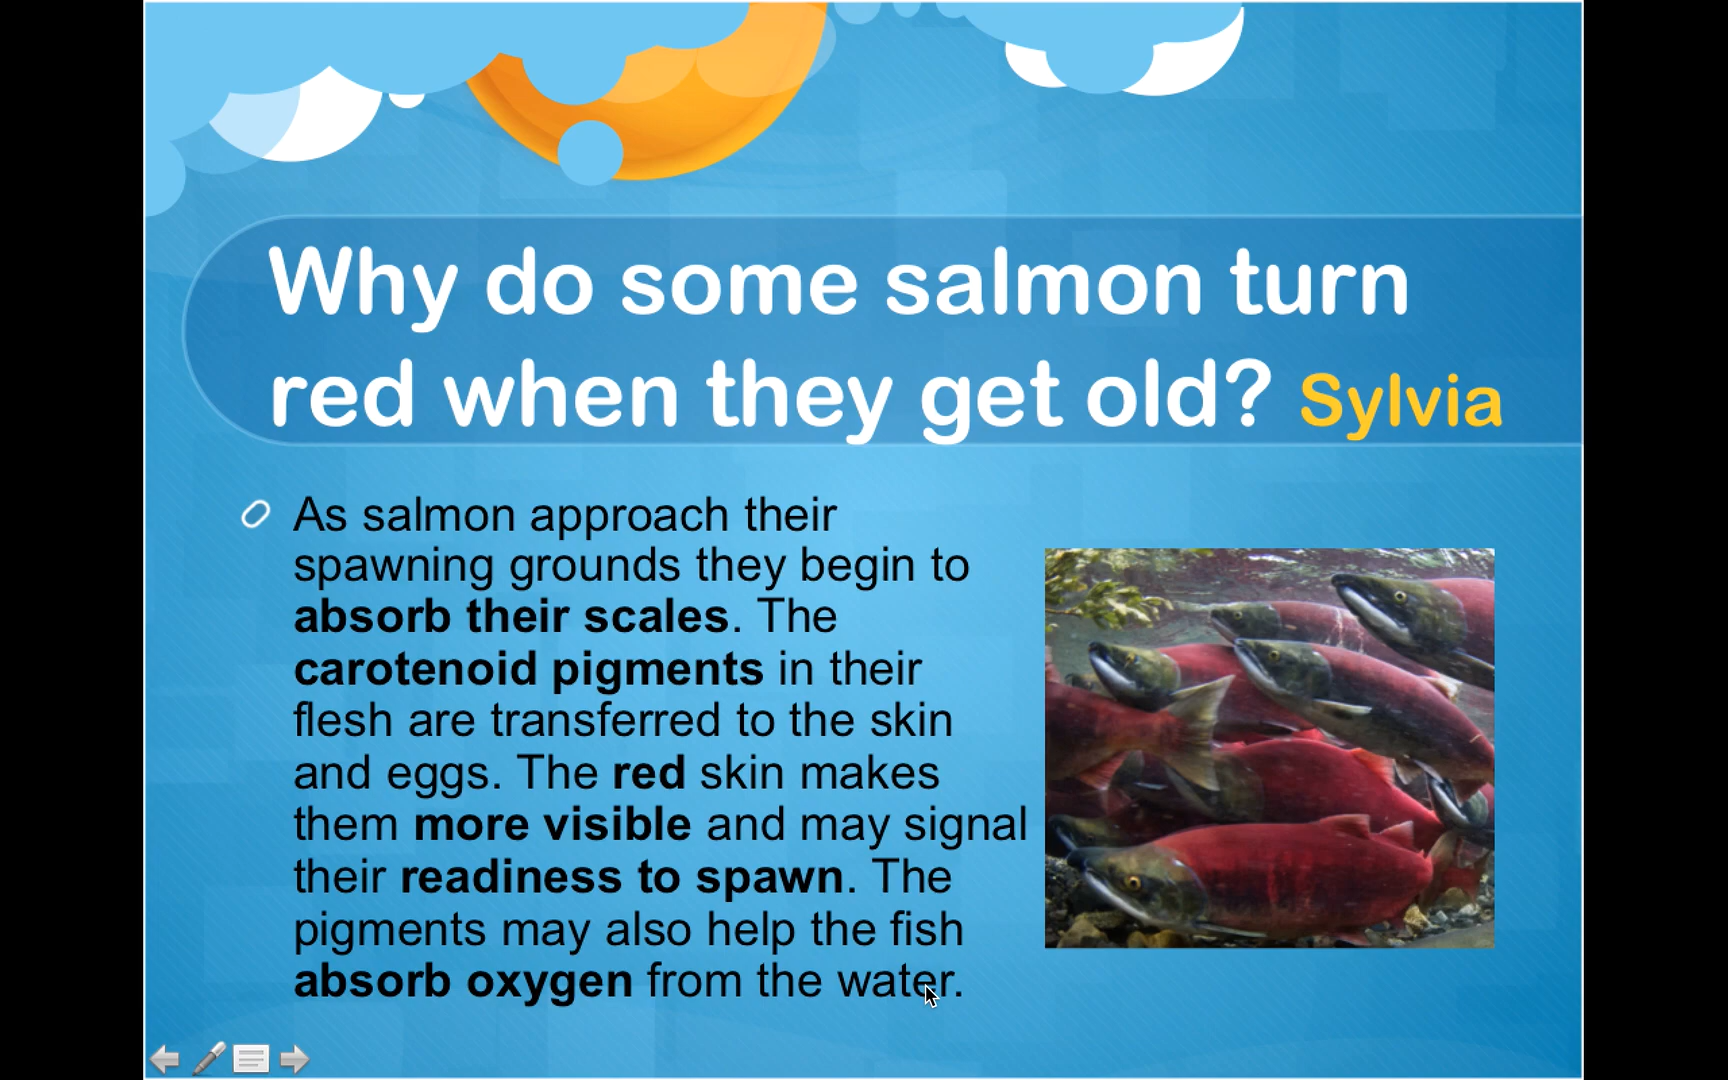 Why do some salmon turn
red when they get old? Sylvia
As salmon approach their
spawning grounds they begin to
absorb their scales. The
carotenoid pigments in their
flesh are transferred to the skin
and eggs. The red skin makes
them more visible and may signal
their readiness to spawn. The
pigments may also help the fish
absorb oxygen from the water.